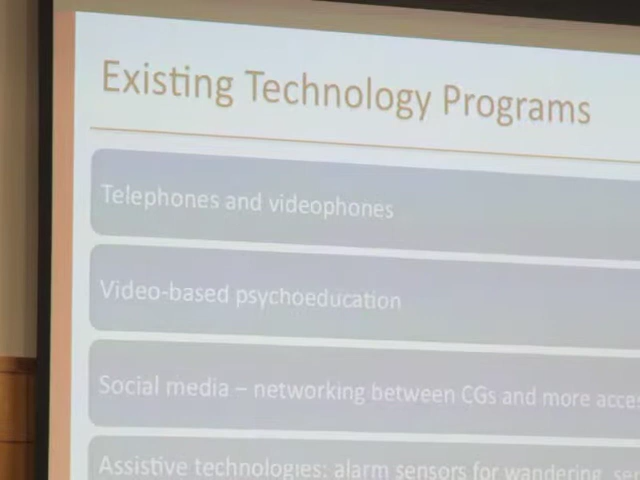 Existing Technology Programs
Telephones and videophones
Video-based psychoeducation
Social media – networking between CGs and more
Assistive technologies: alarm sensors for wandering,